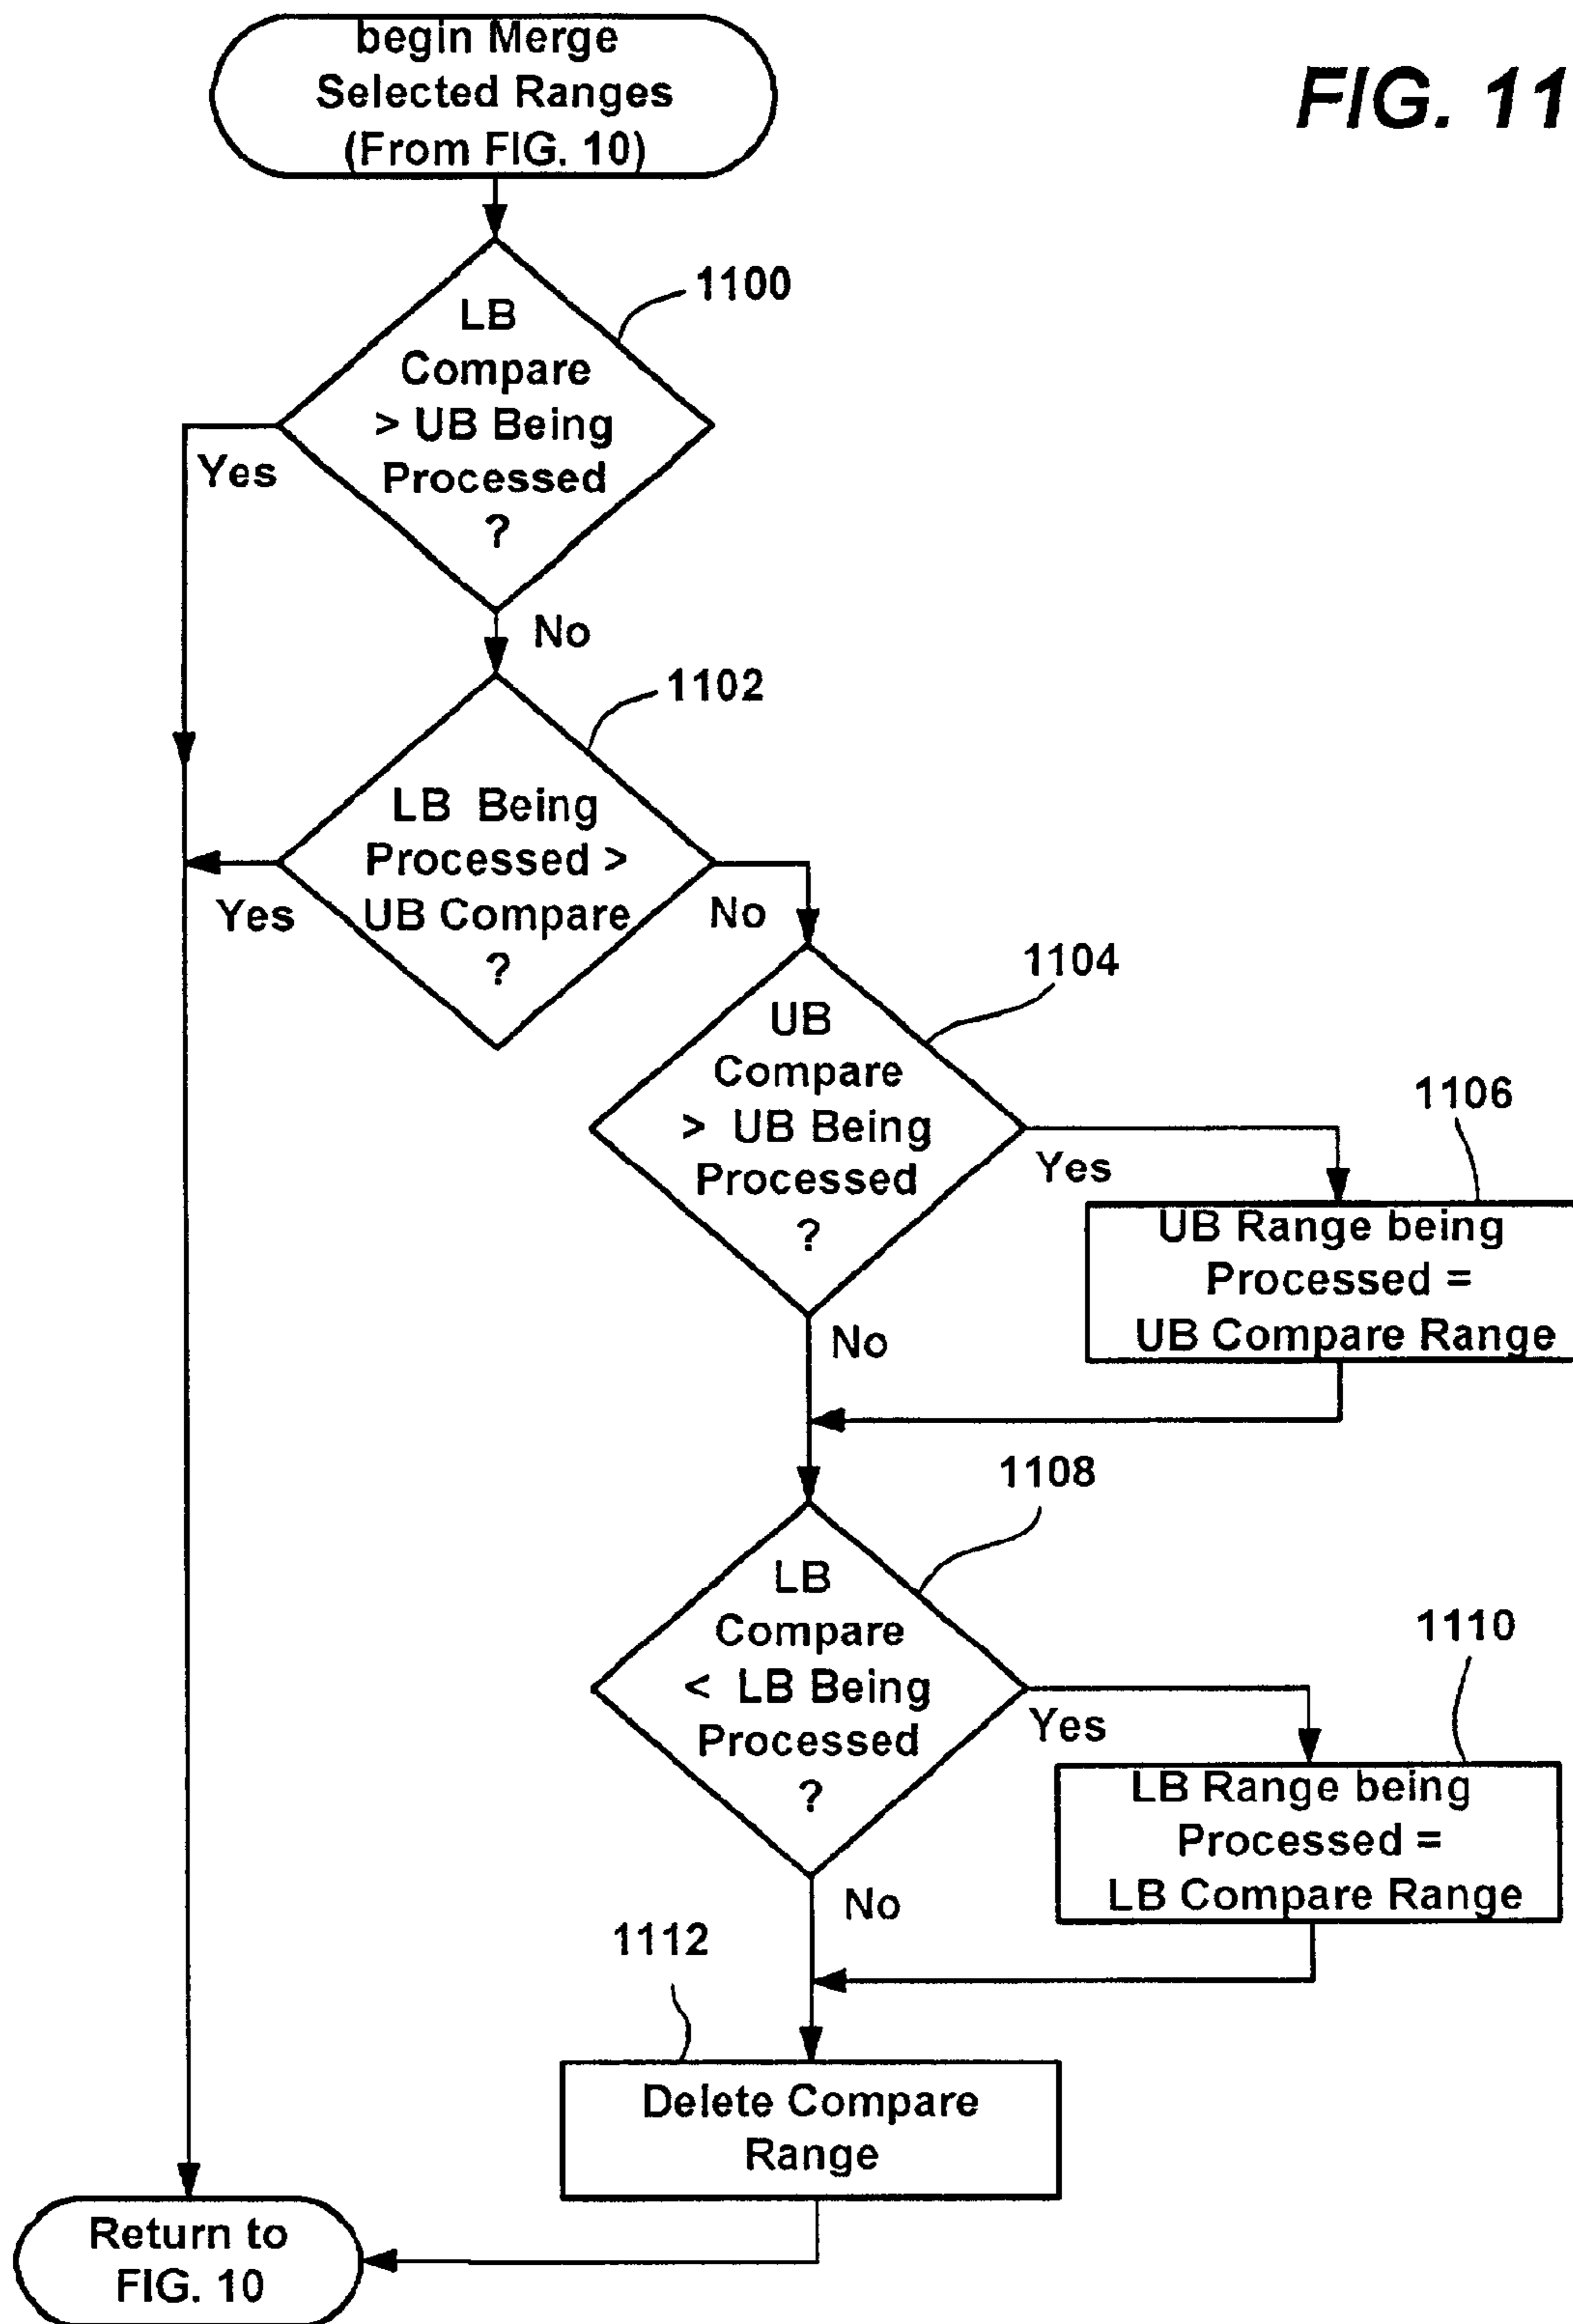 begin Merge
Selected Ranges
(From FIG. 10)
FIG. 11
1100
LB
Compare
> UB Being
Processed
?
Yes
No
1102
LB Being
Processed >
UB Compare
?
Yes
No
1104
UB
Compare
> UB Being
Processed
?
Yes
1106
UB Range being
Processed =
UB Compare Range
No
1108
LB
Compare
< LB Being
Processed
?
Yes
1110
LB Range being
Processed =
LB Compare Range
No
1112
Delete Compare
Range
Return to
FIG. 10